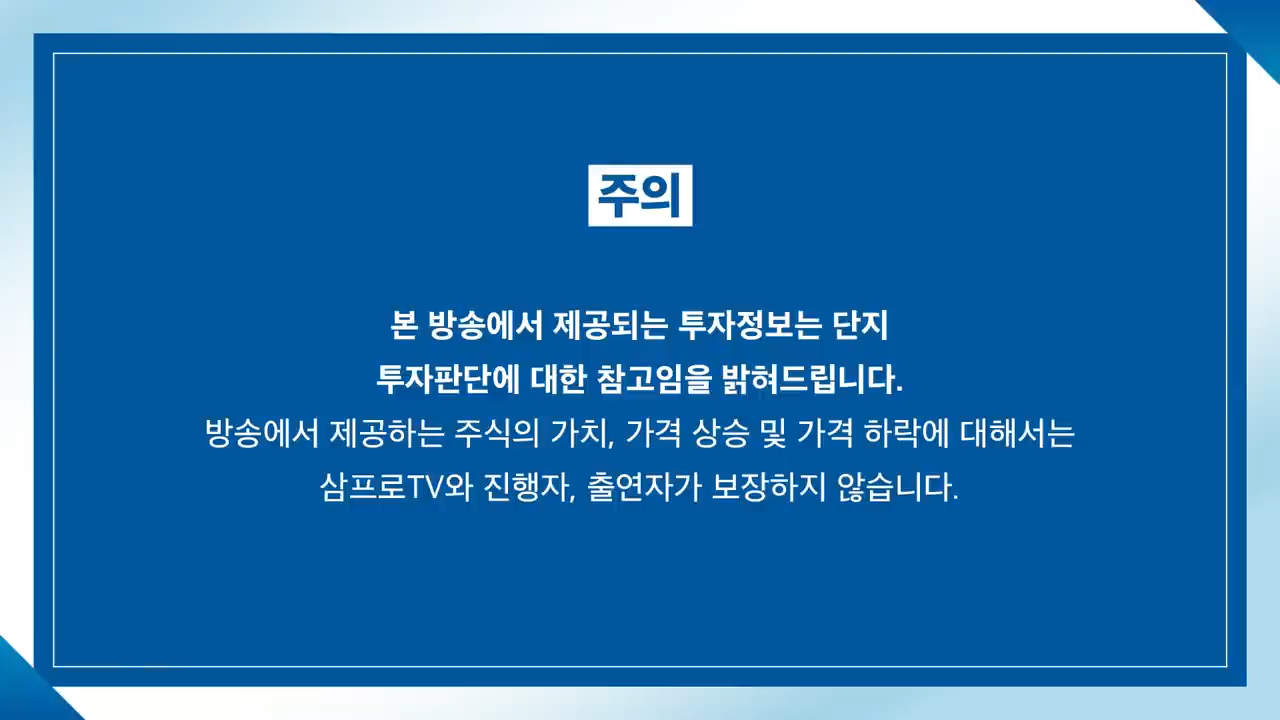 주의
본 방송에서 제공되는 투자정보는 단지
투자판단에 대한 참고임을 밝혀드립니다.
방송에서 제공하는 주식의 가치, 가격 상승 및 가격 하락에 대해서는
삼프로TV와 진행자, 출연자가 보장하지 않습니다.